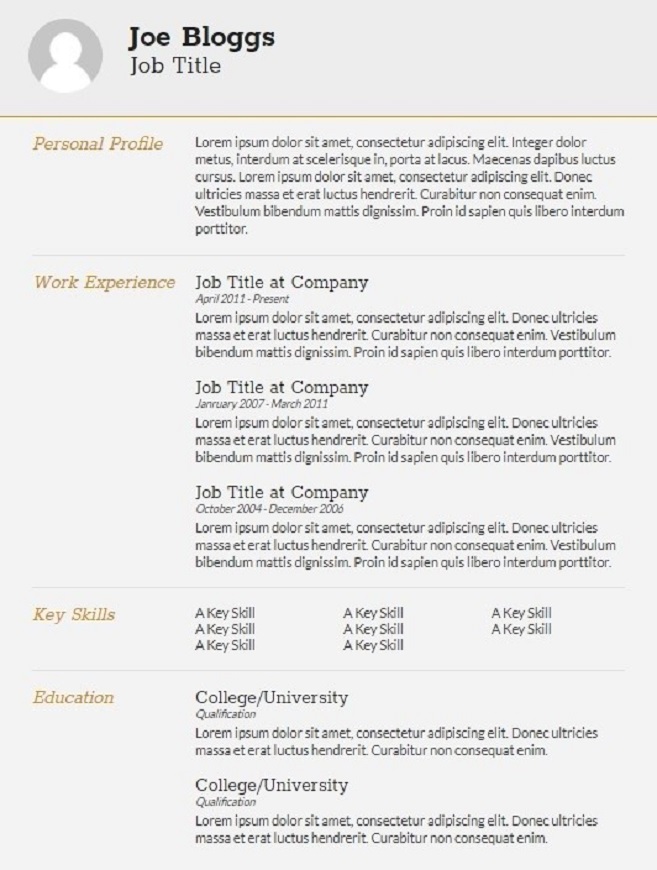 Joe Bloggs
Job Title
Personal Profile
Lorem ipsum dolor sit amet, consectetur adipiscing elit. Integer dolor
metus, interdum at scelerisque in, porta at lacus. Maecenas dapibus luctus
cursus. Lorem ipsum dolor sit amet, consectetur adipiscing elit. Donec
ultricies massa et erat luctus hendrerit. Curabitur non consequat enim.
Vestibulum bibendum mattis dignissim. Proin id sapien quis libero interdum
porttitor.
Work Experience
Job Title at Company
April 2011 - Present
Lorem ipsum dolor sit amet, consectetur adipiscing elit. Donec ultricies
massa et erat luctus hendrerit. Curabitur non consequat enim. Vestibulum
bibendum mattis dignissim. Proin id sapien quis libero interdum porttitor.
Job Title at Company
Janruary 2007 - March 2011
Lorem ipsum dolor sit amet, consectetur adipiscing elit. Donec ultricies
massa et erat luctus hendrerit. Curabitur non consequat enim. Vestibulum
bibendum mattis dignissim. Proin id sapien quis libero interdum porttitor.
Job Title at Company
October 2004 - December 2006
Lorem ipsum dolor sit amet, consectetur adipiscing elit. Donec ultricies
massa et erat luctus hendrerit. Curabitur non consequat enim. Vestibulum
bibendum mattis dignissim. Proin id sapien quis libero interdum porttitor.
Key Skills
A Key Skill A Key Skill A Key Skill
A Key Skill A Key Skill A Key Skill
A Key Skill A Key Skill
Education
College/University
Qualification
Lorem ipsum dolor sit amet, consectetur adipiscing elit. Donec ultricies
massa et erat luctus hendrerit. Curabitur non consequat enim.
College/University
Qualification
Lorem ipsum dolor sit amet, consectetur adipiscing elit. Donec ultricies
massa et erat luctus hendrerit. Curabitur non consequat enim.